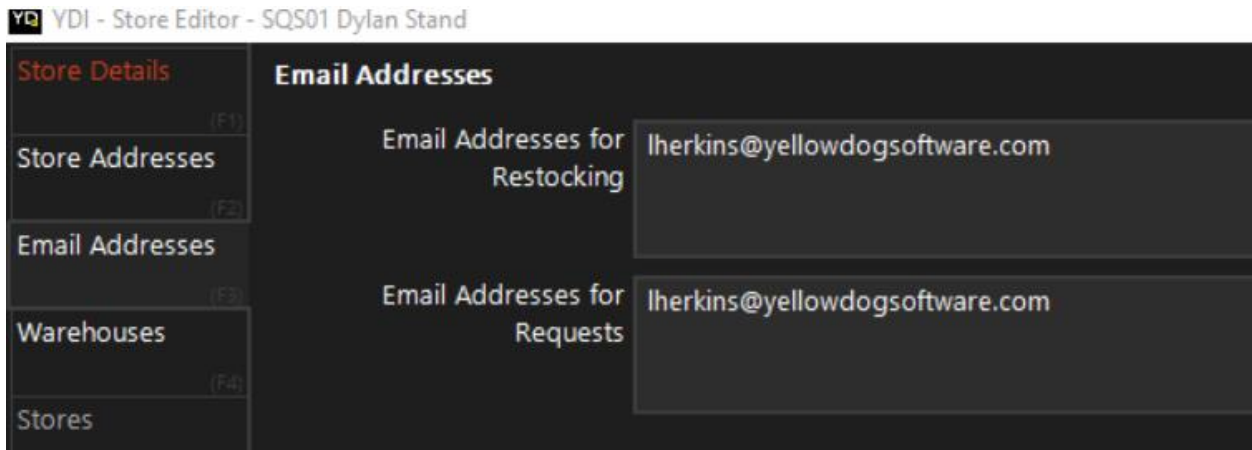 YDI - Store Editor - SQS01 Dylan Stand
Store Details
(F1)
Store Addresses
(F2)
Email Addresses
(F3)
Warehouses
(F4)
Stores
Email Addresses
Email Addresses for
Restocking
lherkins@yellowdogsoftware.com
Email Addresses for
Requests
lherkins@yellowdogsoftware.com